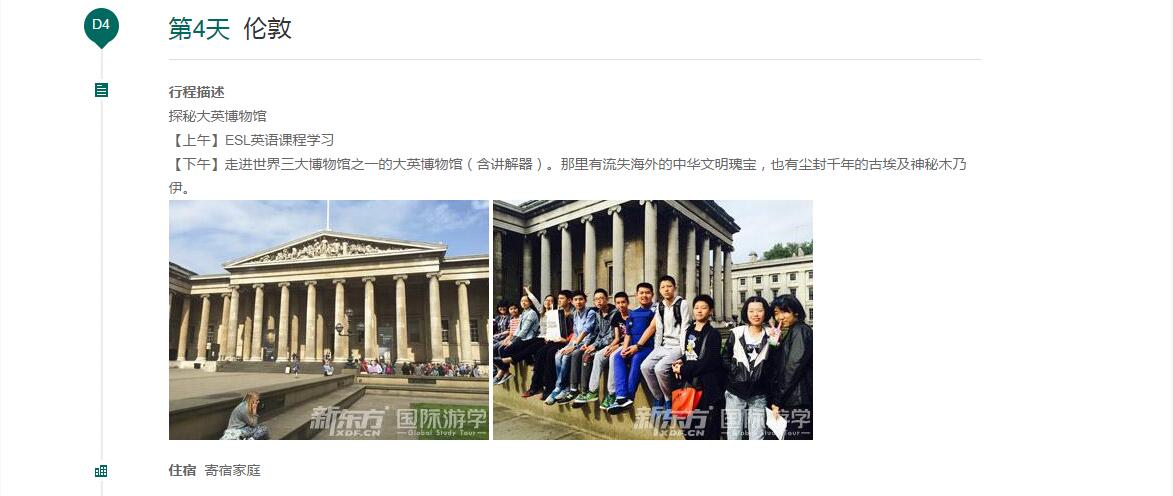 D4
第4天 伦敦
行程描述
探秘大英博物馆
【上午】ESL英语课程学习
【下午】走进世界三大博物馆之一的大英博物馆（含讲解器）。那里有流失海外的中华文明瑰宝，也有尘封千年的古埃及神秘木乃
伊。
新东方 国际游学
XDF.CN Global Study Tour
新东方 国际游学
XDF.CN Global Study Tour
住宿 寄宿家庭